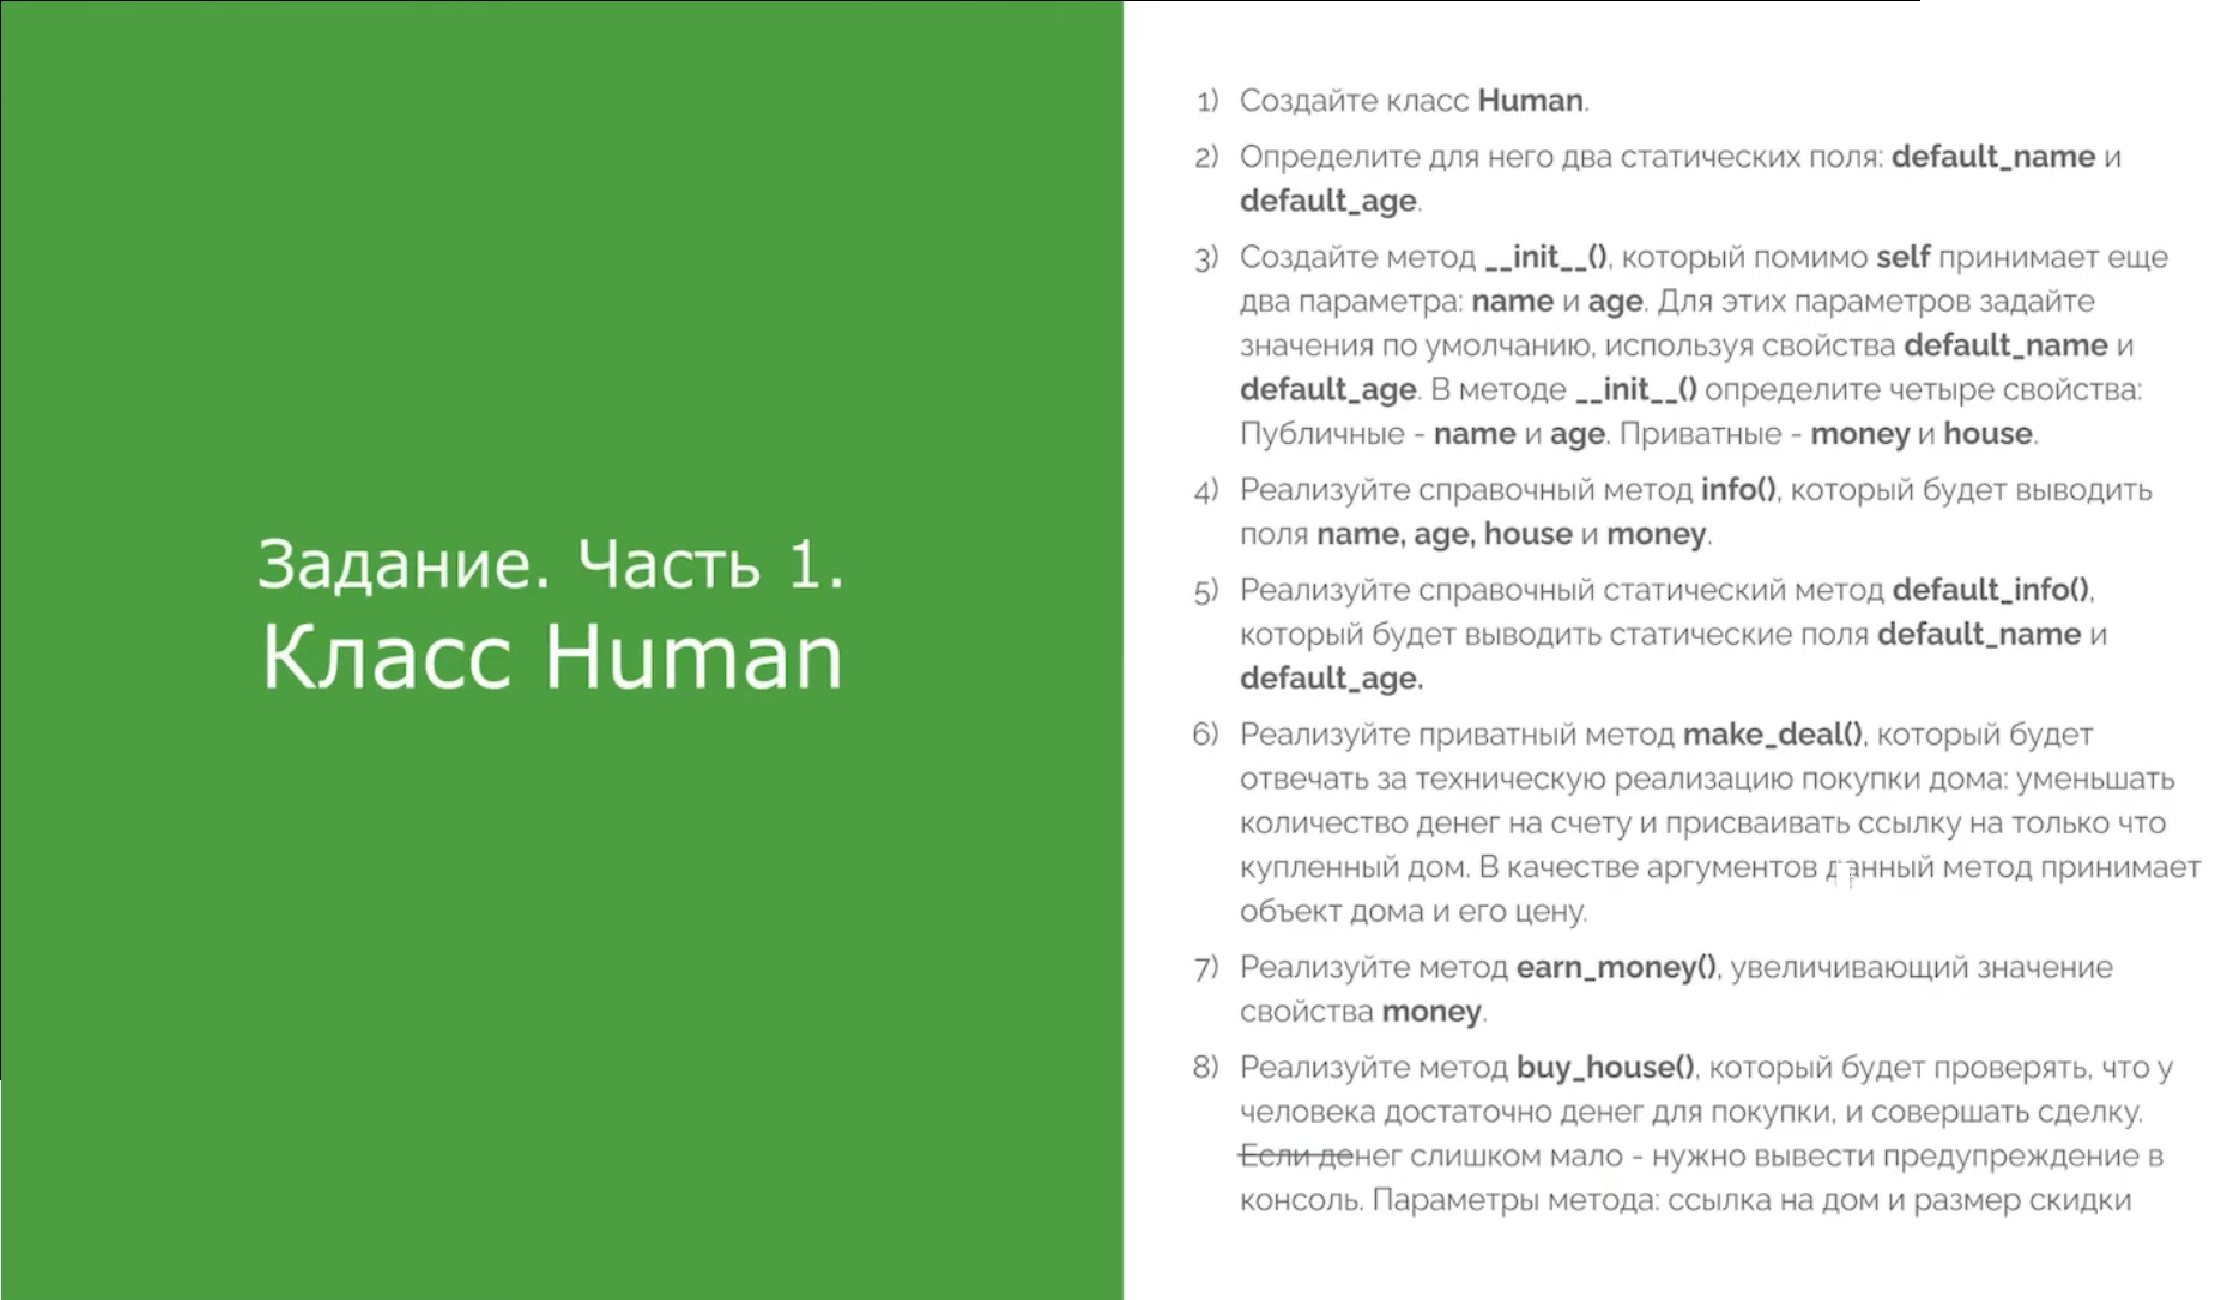 Задание. Часть 1.
Класс Human
1) Создайте класс Human.
2) Определите для него два статических поля: default_name и
default_age.
3) Создайте метод __init__(), который помимо self принимает еще
два параметра: name и age. Для этих параметров задайте
значения по умолчанию, используя свойства default_name и
default_age. В методе __init__() определите четыре свойства:
Публичные - name и age. Приватные - money и house.
4) Реализуйте справочный метод info(), который будет выводить
поля name, age, house и money.
5) Реализуйте справочный статический метод default_info(),
который будет выводить статические поля default_name и
default_age.
6) Реализуйте приватный метод make_deal(), который будет
отвечать за техническую реализацию покупки дома: уменьшать
количество денег на счету и присваивать ссылку на только что
купленный дом. В качестве аргументов данный метод принимает
объект дома и его цену.
7) Реализуйте метод earn_money(), увеличивающий значение
свойства money.
8) Реализуйте метод buy_house(), который будет проверять, что у
человека достаточно денег для покупки, и совершать сделку.
Если денег слишком мало - нужно вывести предупреждение в
консоль. Параметры метода: ссылка на дом и размер скидки